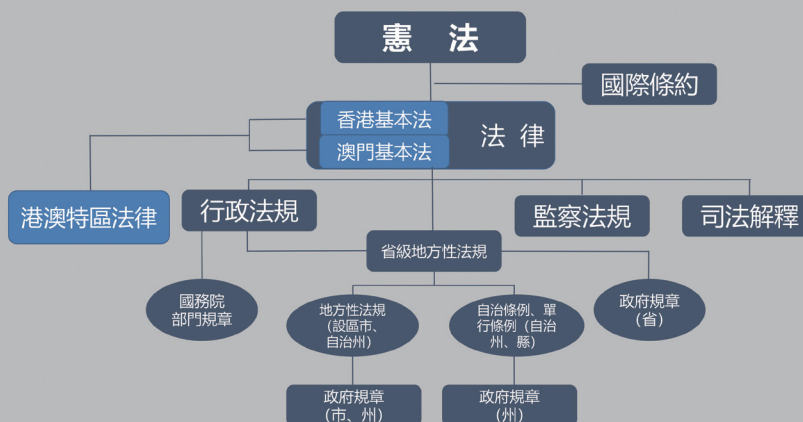 憲 法
國際條約
香港基本法
澳門基本法
法 律
港澳特區法律
行政法規
監察法規
司法解釋
省級地方性法規
國務院
部門規章
地方性法規
(設區市、
自治州)
自治條例、單
行條例(自治
州、縣)
政府規章
(省)
政府規章
(市、州)
政府規章
(州)